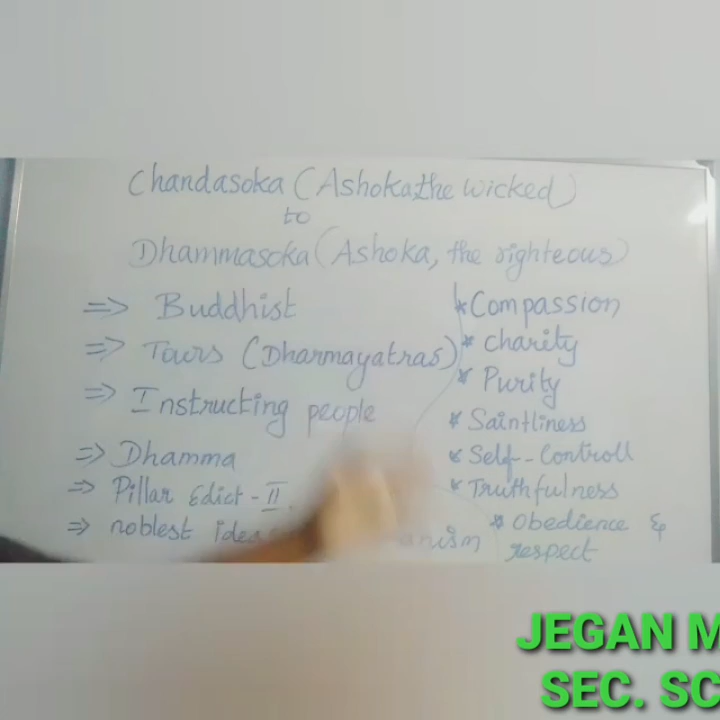 Chandasoka (Ashoka, the wicked)
to
Dhammasoka (Ashoka, the righteous)
=> Buddhist
=> Tours (Dharmayatras)
=> Instructing people
=> Dhamma
=> Pillar Edict - II
=> noblest
* Compassion
* Charity
* Purity
* Saintliness
* Self-Controll
* Truthfulness
* Obedience &
respect
JEGAN M
SEC. SC